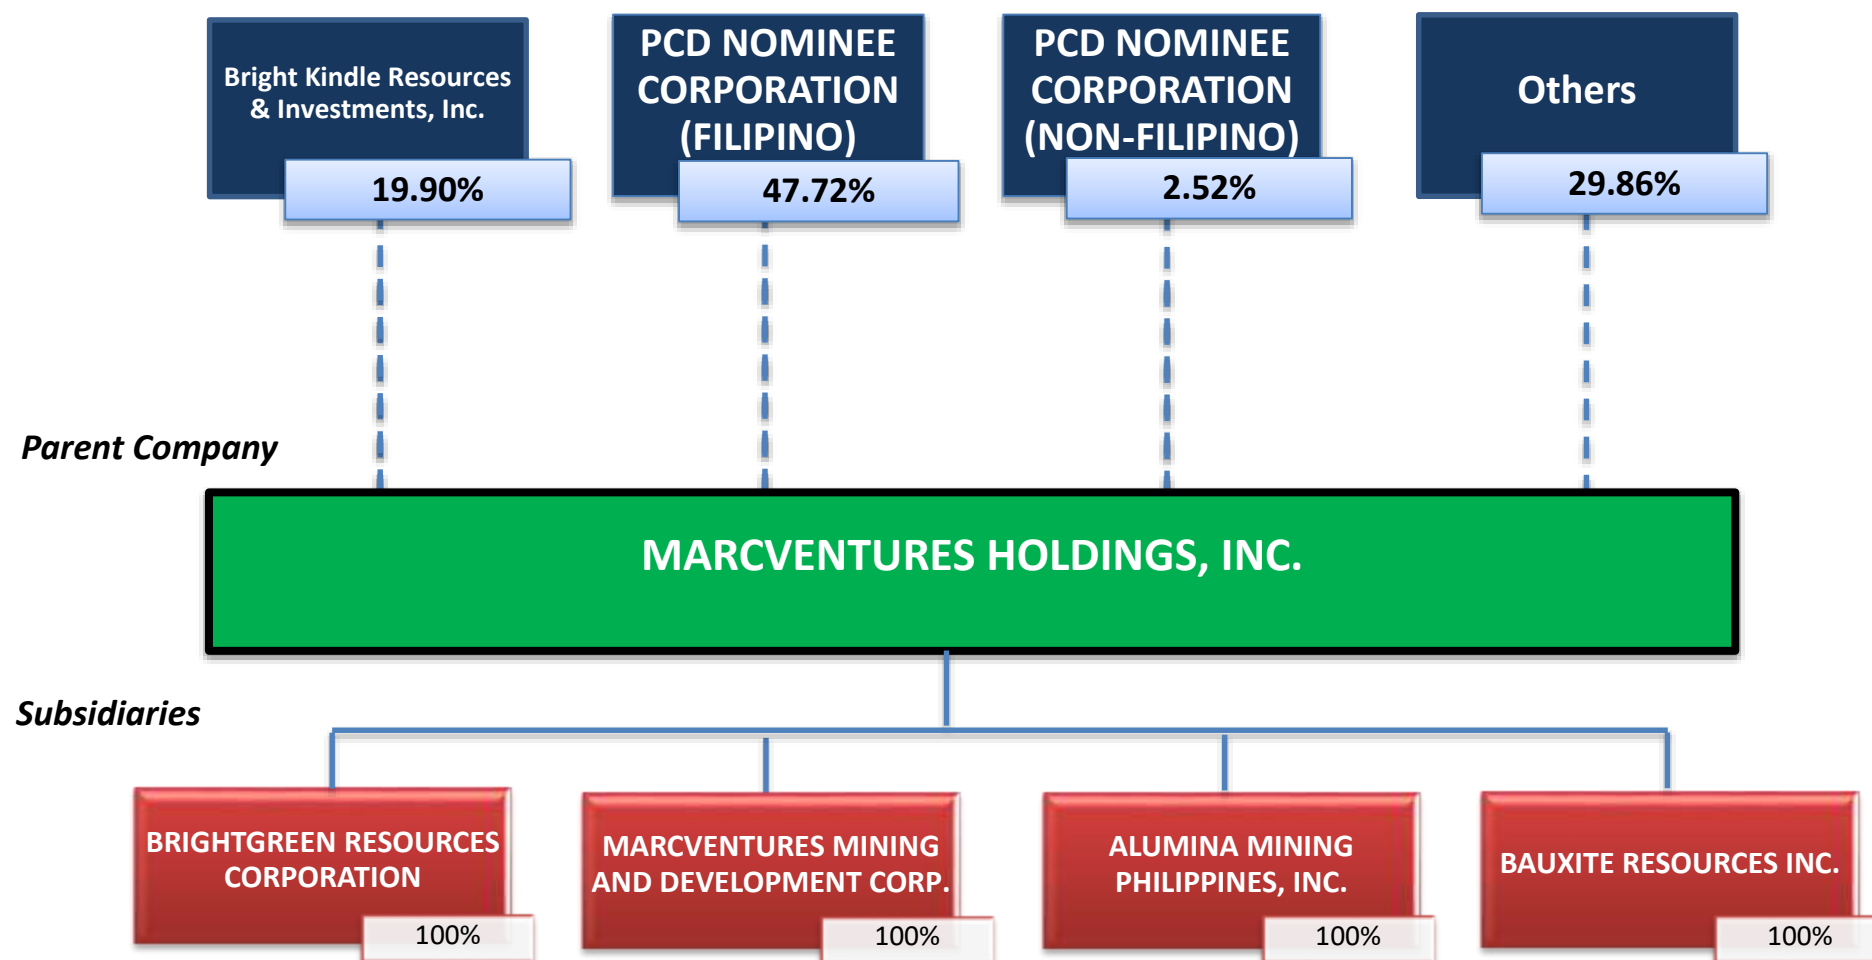 Bright Kindle Resources
& Investments, Inc.
19.90%
PCD NOMINEE
CORPORATION
(FILIPINO)
47.72%
PCD NOMINEE
CORPORATION
(NON-FILIPINO)
2.52%
Others
29.86%
Parent Company
MARCVENTURES HOLDINGS, INC.
Subsidiaries
BRIGHTGREEN RESOURCES
CORPORATION
100%
MARCVENTURES MINING
AND DEVELOPMENT CORP.
100%
ALUMINA MINING
PHILIPPINES, INC.
100%
BAUXITE RESOURCES INC.
100%